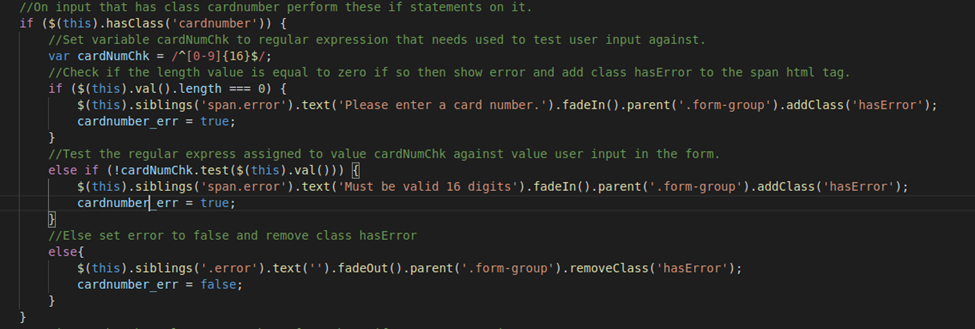 //On input that has class cardnumber perform these if statements on it.
if ($(this).hasClass('cardnumber')) {
//Set variable cardNumChk to regular expression that needs used to test user input against.
var cardNumChk = /^[0-9]{16}$/;
//Check if the length value is equal to zero if so then show error and add class hasError to the span html tag.
if ($(this).val().length === 0) {
$(this).siblings('span.error').text('Please enter a card number.').fadeIn().parent('.form-group').addClass('hasError');
cardnumber_err = true;
}
//Test the regular express assigned to value cardNumChk against value user input in the form.
else if (!cardNumChk.test($(this).val())) {
$(this).siblings('span.error').text('Must be valid 16 digits').fadeIn().parent('.form-group').addClass('hasError');
cardnumber_err = true;
}
//Else set error to false and remove class hasError
else{
$(this).siblings('.error').text('').fadeOut().parent('.form-group').removeClass('hasError');
cardnumber_err = false;
}
}